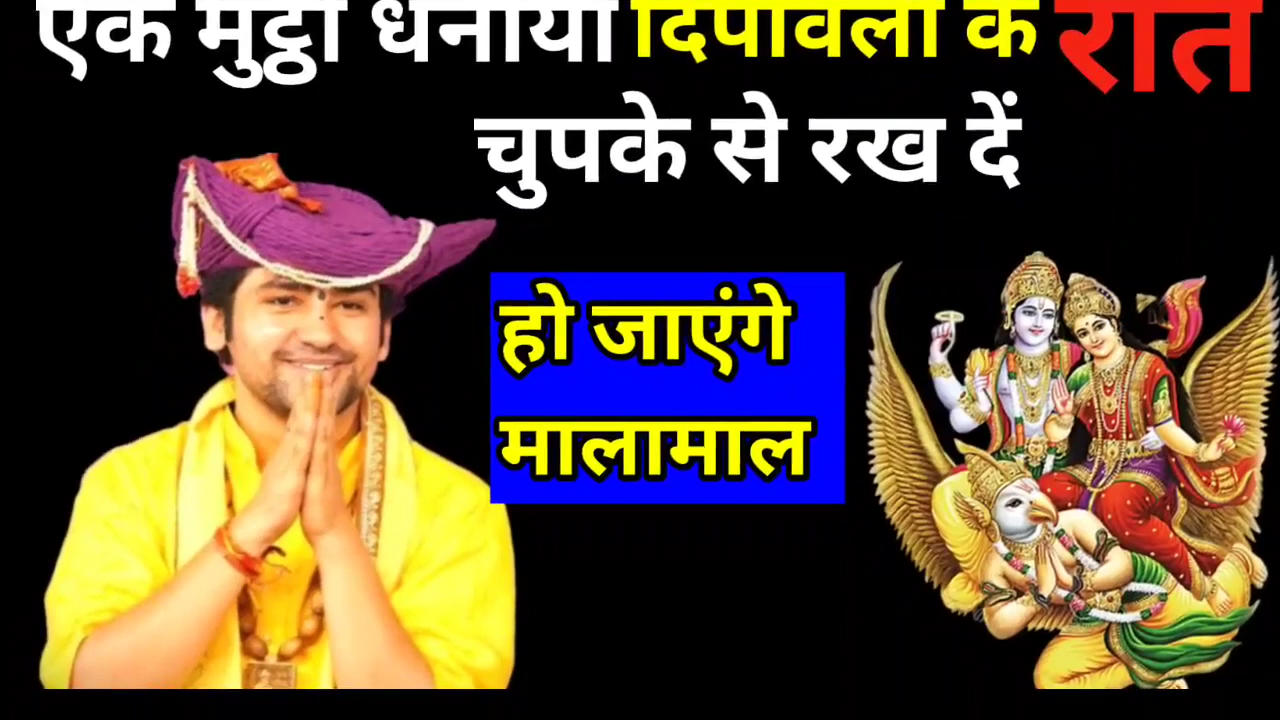 एक मुट्ठी धनीया दिपावली के रात
चुपके से रख दें
हो जाएंगे
मालामाल